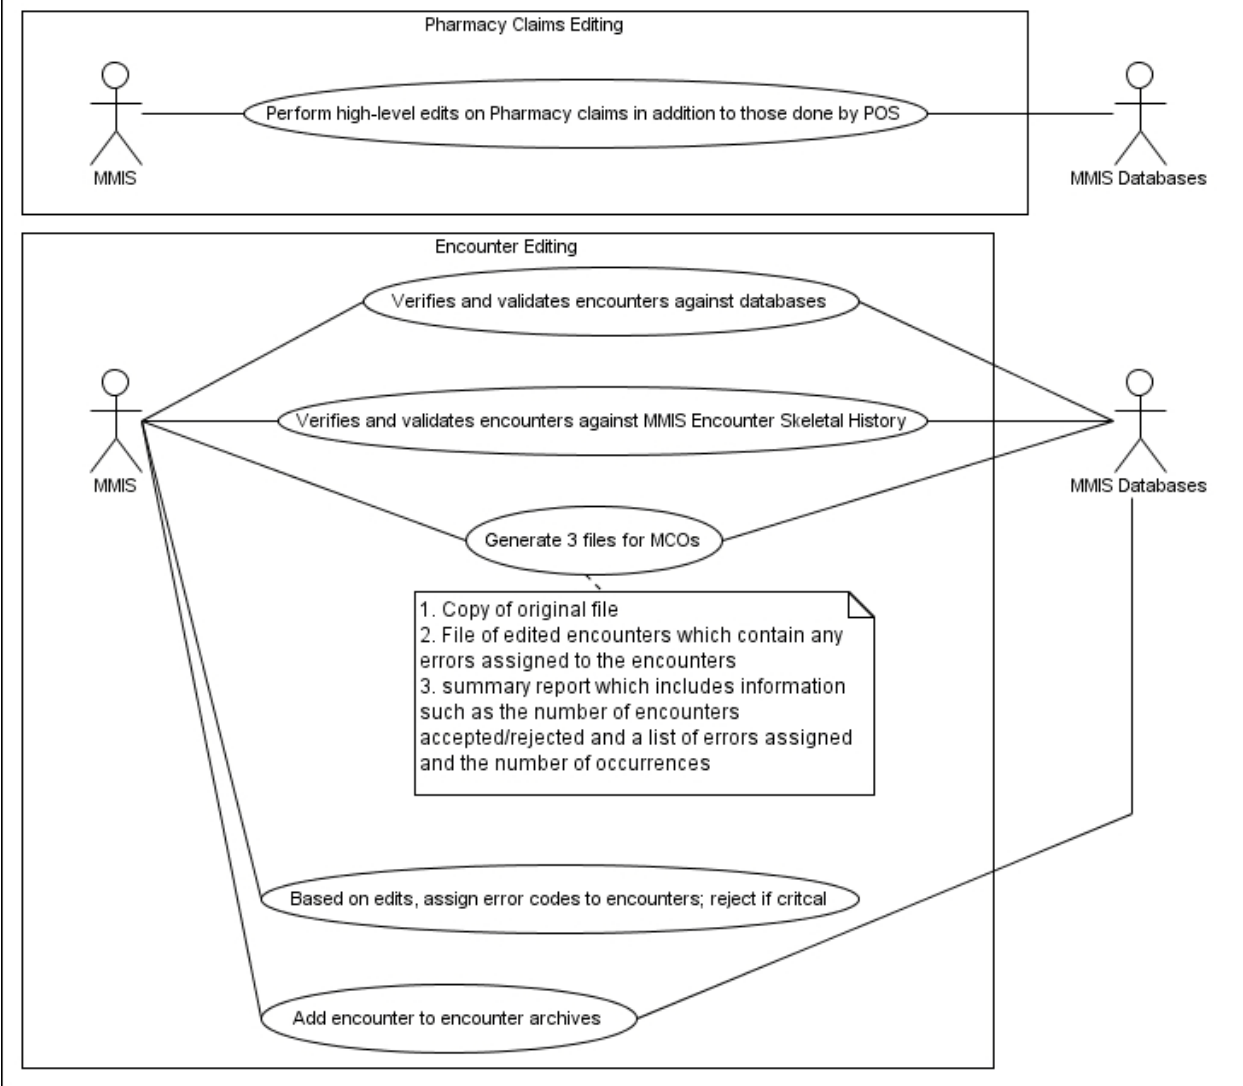 Pharmacy Claims Editing
Perform high-level edits on Pharmacy claims in addition to those done by POS
MMIS
MMIS Databases
Encounter Editing
Verifies and validates encounters against databases
Verifies and validates encounters against MMIS Encounter Skeletal History
MMIS
MMIS Databases
Generate 3 files for MCOs
1. Copy of original file
2. File of edited encounters which contain any
errors assigned to the encounters
3. summary report which includes information
such as the number of encounters
accepted/rejected and a list of errors assigned
and the number of occurrences
Based on edits, assign error codes to encounters; reject if critcal
Add encounter to encounter archives